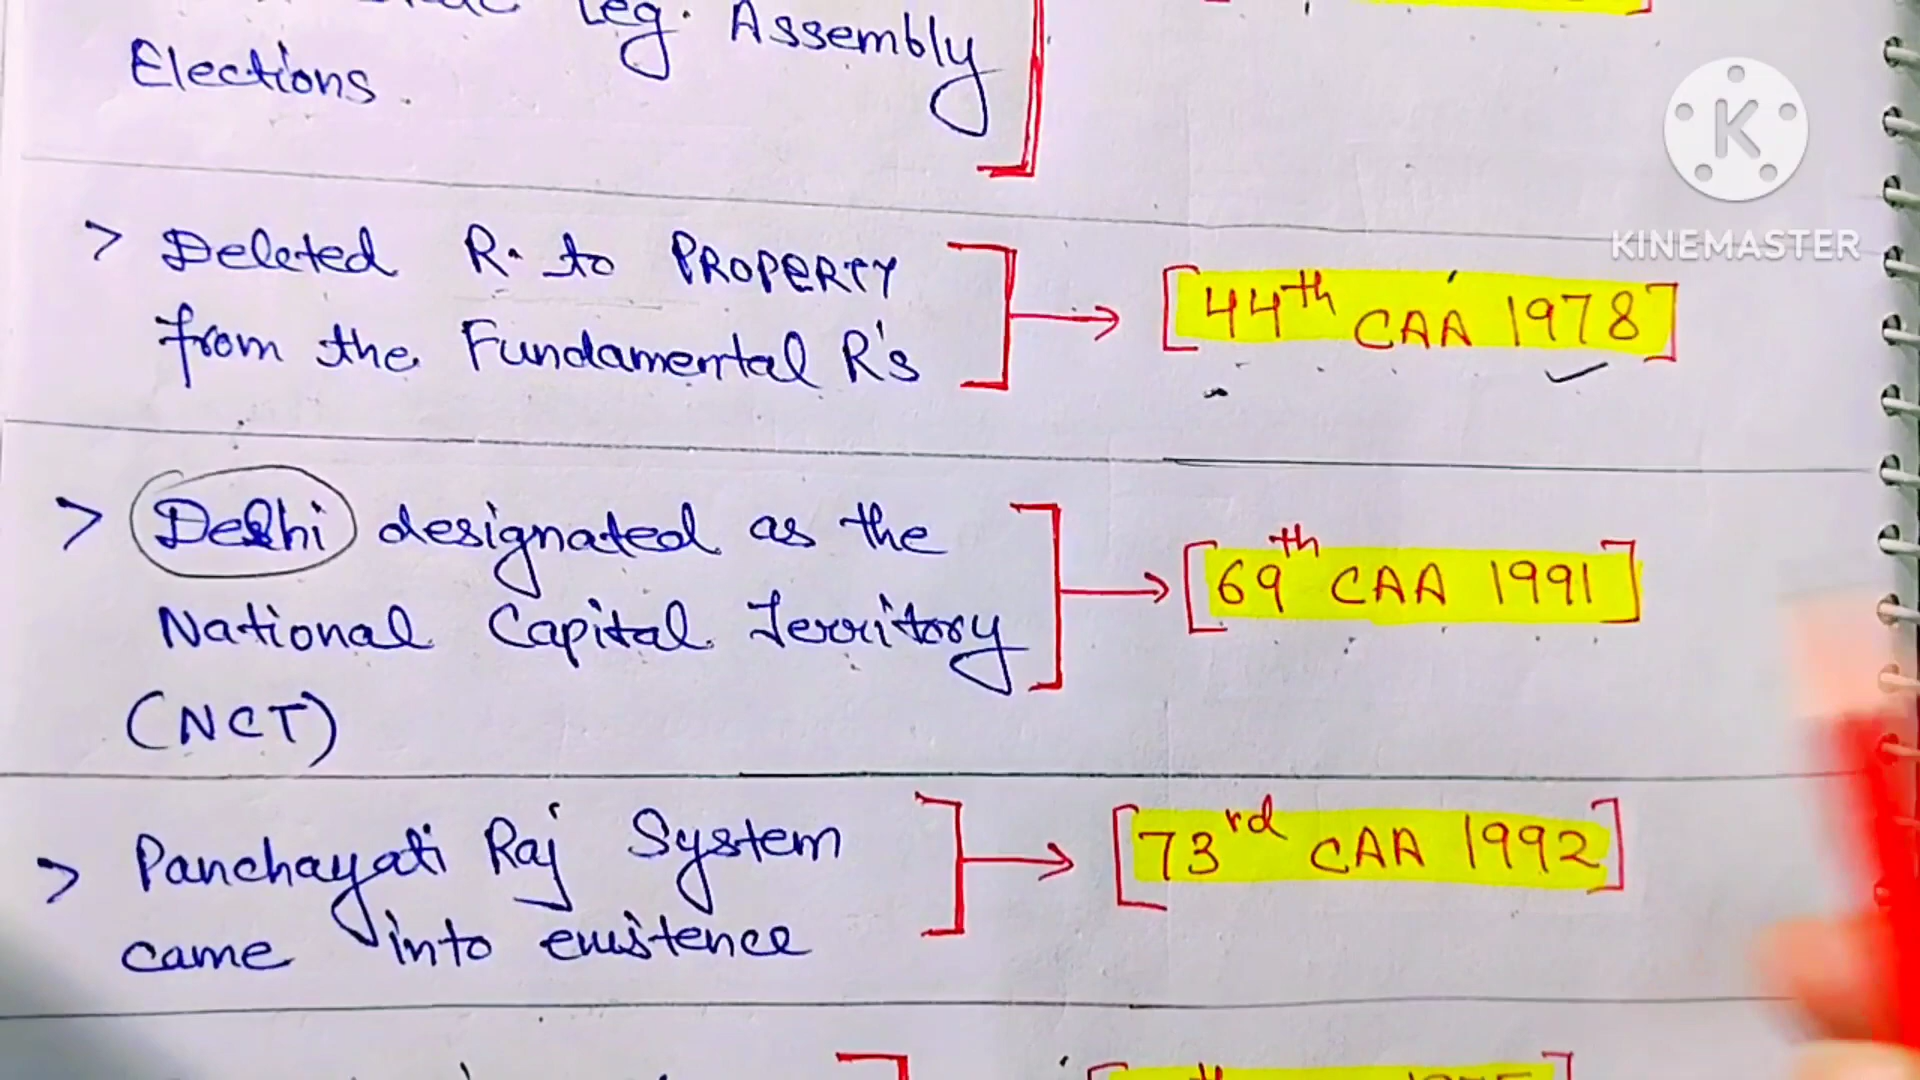 Leg. Assembly
Elections.
> Deleted R. to PROPERTY
from the Fundamental R's
[44th CAA 1978]
> Delhi designated as the
National Capital Territory
(NCT)
[69th CAA 1991]
> Panchayati Raj System
came into existence
[73rd CAA 1992]
K
KINEMASTER